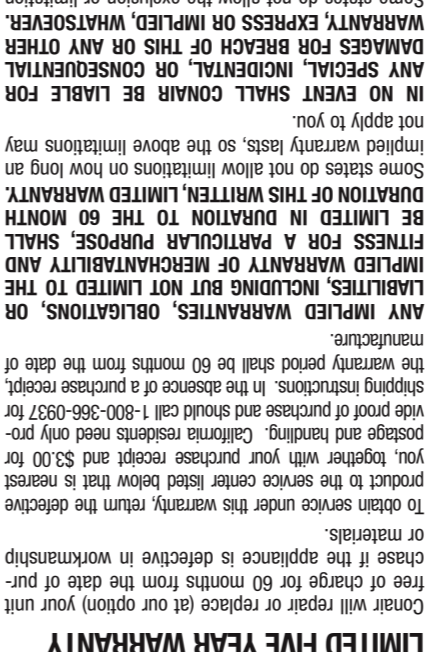 LIMITED FIVE YEAR WARRANTY
Conair will repair or replace (at our option) your unit
free of charge for 60 months from the date of pur-
chase if the appliance is defective in workmanship
or materials.
To obtain service under this warranty, return the defective
product to the service center listed below that is nearest
you, together with your purchase receipt and $3.00 for
postage and handling. California residents need only pro-
vide proof of purchase and should call 1-800-366-0937 for
shipping instructions. In the absence of a purchase receipt,
the warranty period shall be 60 months from the date of
manufacture.
ANY IMPLIED WARRANTIES, OBLIGATIONS, OR
LIABILITIES, INCLUDING BUT NOT LIMITED TO THE
IMPLIED WARRANTY OF MERCHANTABILITY AND
FITNESS FOR A PARTICULAR PURPOSE, SHALL
BE LIMITED IN DURATION TO THE 60 MONTH
DURATION OF THIS WRITTEN, LIMITED WARRANTY.
Some states do not allow limitations on how long an
implied warranty lasts, so the above limitations may
not apply to you.
IN NO EVENT SHALL CONAIR BE LIABLE FOR
ANY SPECIAL, INCIDENTAL, OR CONSEQUENTIAL
DAMAGES FOR BREACH OF THIS OR ANY OTHER
WARRANTY, EXPRESS OR IMPLIED, WHATSOEVER.
Some states do not allow the exclusion or limitation